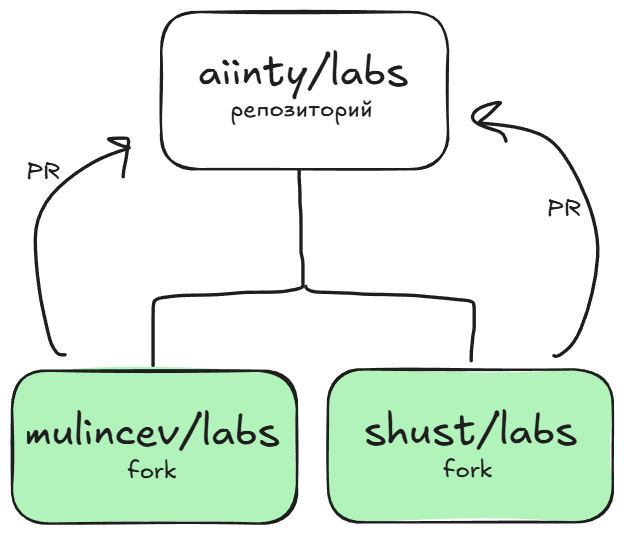 aiinty/labs
репозиторий
PR
PR
mulincev/labs
fork
shust/labs
fork